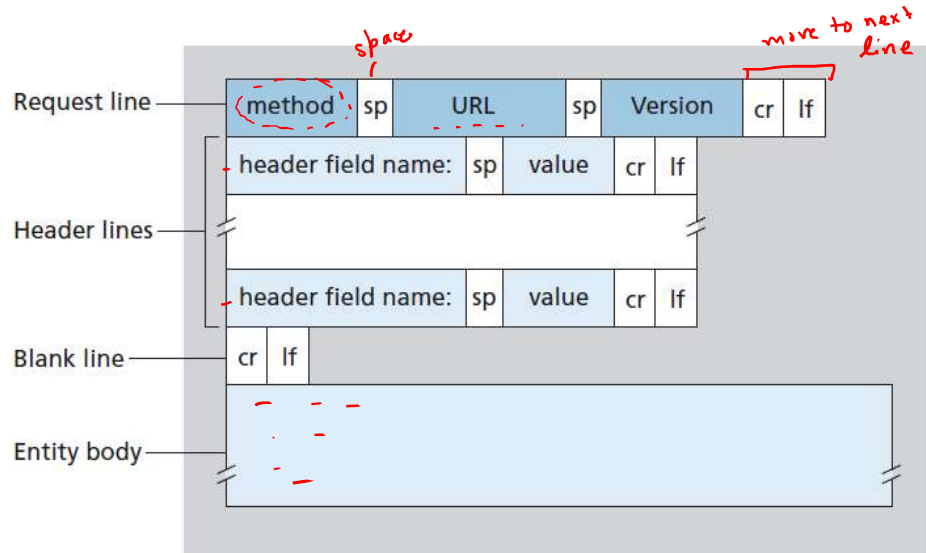 space
move to next
line
Request line
method sp URL sp Version cr lf
header field name: sp value cr lf
Header lines
header field name: sp value cr lf
Blank line
cr lf
Entity body